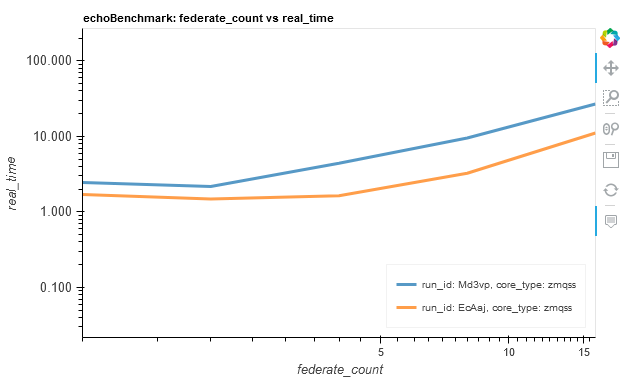 echoBenchmark: federate_count vs real_time
100.000
10.000
1.000
0.100
real_time
5
10
15
federate_count
run_id: Md3vp, core_type: zmqss
run_id: EcAaj, core_type: zmqss